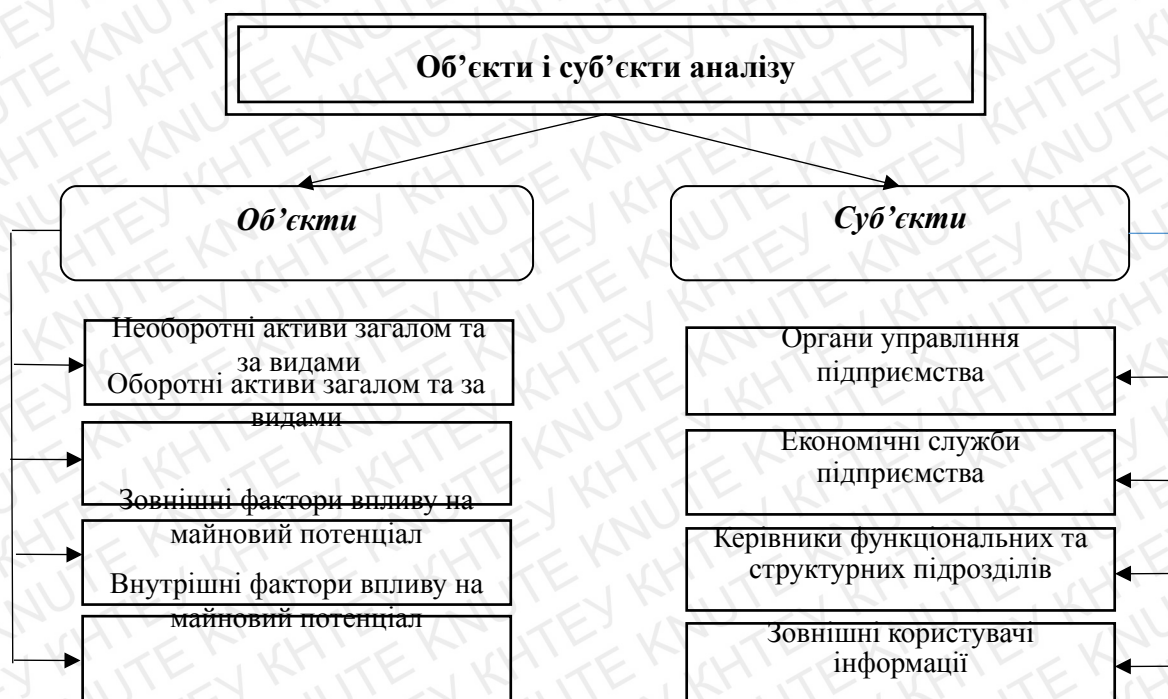 Об’єкти і суб’єкти аналізу
Об’єкти
Суб’єкти
Необоротні активи загалом та
за видами
Оборотні активи загалом та за
видами
Зовнішні фактори впливу на
майновий потенціал
Внутрішні фактори впливу на
майновий потенціал
Органи управління
підприємства
Економічні служби
підприємства
Керівники функціональних та
структурних підрозділів
Зовнішні користувачі
інформації